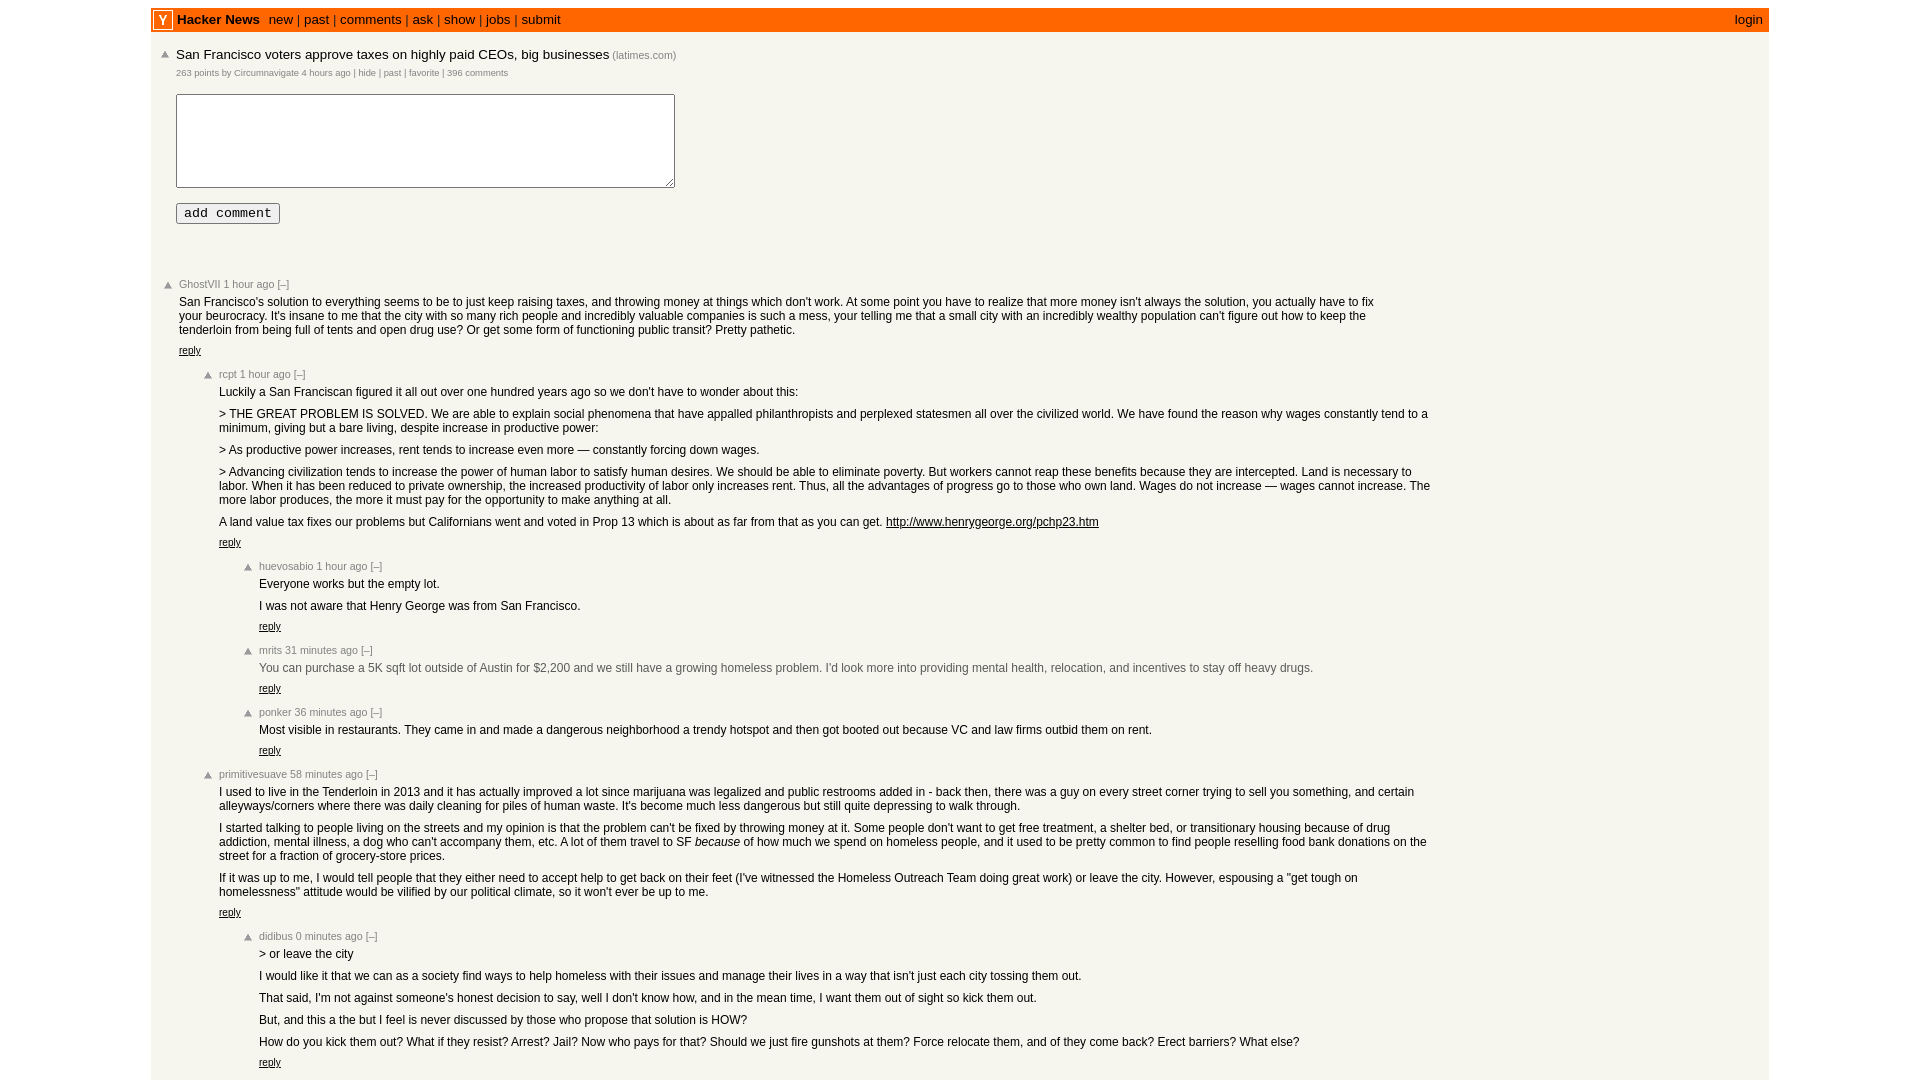 Y Hacker News new | past | comments | ask | show | jobs | submit login
San Francisco voters approve taxes on highly paid CEOs, big businesses (latimes.com)
263 points by Circumnavigate 4 hours ago | hide | past | favorite | 396 comments
add comment
GhostVII 1 hour ago [–]
San Francisco's solution to everything seems to be to just keep raising taxes, and throwing money at things which don't work. At some point you have to realize that more money isn't always the solution, you actually have to fix
your beurocracy. It's insane to me that the city with so many rich people and incredibly valuable companies is such a mess, your telling me that a small city with an incredibly wealthy population can't figure out how to keep the
tenderloin from being full of tents and open drug use? Or get some form of functioning public transit? Pretty pathetic.
reply
rcpt 1 hour ago [–]
Luckily a San Franciscan figured it all out over one hundred years ago so we don't have to wonder about this:
> THE GREAT PROBLEM IS SOLVED. We are able to explain social phenomena that have appalled philanthropists and perplexed statesmen all over the civilized world. We have found the reason why wages constantly tend to a
minimum, giving but a bare living, despite increase in productive power:
> As productive power increases, rent tends to increase even more — constantly forcing down wages.
> Advancing civilization tends to increase the power of human labor to satisfy human desires. We should be able to eliminate poverty. But workers cannot reap these benefits because they are intercepted. Land is necessary to
labor. When it has been reduced to private ownership, the increased productivity of labor only increases rent. Thus, all the advantages of progress go to those who own land. Wages do not increase — wages cannot increase. The
more labor produces, the more it must pay for the opportunity to make anything at all.
A land value tax fixes our problems but Californians went and voted in Prop 13 which is about as far from that as you can get. http://www.henrygeorge.org/pchp23.htm
reply
huevosabio 1 hour ago [–]
Everyone works but the empty lot.
I was not aware that Henry George was from San Francisco.
reply
mrits 31 minutes ago [–]
You can purchase a 5K sqft lot outside of Austin for $2,200 and we still have a growing homeless problem. I'd look more into providing mental health, relocation, and incentives to stay off heavy drugs.
reply
ponker 36 minutes ago [–]
Most visible in restaurants. They came in and made a dangerous neighborhood a trendy hotspot and then got booted out because VC and law firms outbid them on rent.
reply
primitivesuave 58 minutes ago [–]
I used to live in the Tenderloin in 2013 and it has actually improved a lot since marijuana was legalized and public restrooms added in - back then, there was a guy on every street corner trying to sell you something, and certain
alleyways/corners where there was daily cleaning for piles of human waste. It's become much less dangerous but still quite depressing to walk through.
I started talking to people living on the streets and my opinion is that the problem can't be fixed by throwing money at it. Some people don't want to get free treatment, a shelter bed, or transitionary housing because of drug
addiction, mental illness, a dog who can't accompany them, etc. A lot of them travel to SF because of how much we spend on homeless people, and it used to be pretty common to find people reselling food bank donations on the
street for a fraction of grocery-store prices.
If it was up to me, I would tell people that they either need to accept help to get back on their feet (I've witnessed the Homeless Outreach Team doing great work) or leave the city. However, espousing a "get tough on
homelessness" attitude would be vilified by our political climate, so it won't ever be up to me.
reply
didibus 0 minutes ago [–]
> or leave the city
I would like it that we can as a society find ways to help homeless with their issues and manage their lives in a way that isn't just each city tossing them out.
That said, I'm not against someone's honest decision to say, well I don't know how, and in the mean time, I want them out of sight so kick them out.
But, and this a the but I feel is never discussed by those who propose that solution is HOW?
How do you kick them out? What if they resist? Arrest? Jail? Now who pays for that? Should we just fire gunshots at them? Force relocate them, and of they come back? Erect barriers? What else?
reply